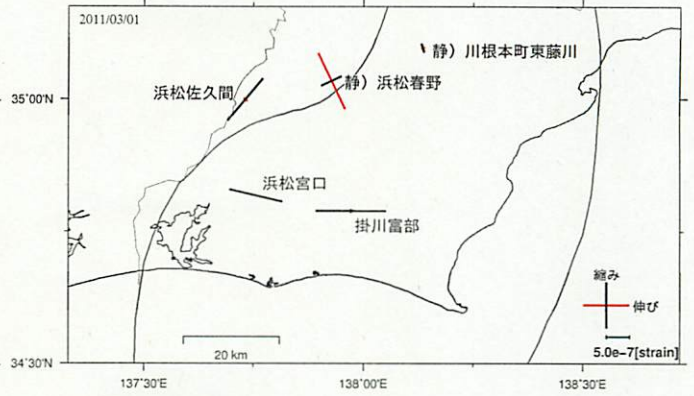 2011/03/01
静）川根本町東藤川
静）浜松春野
浜松佐久間
35°00'N
浜松宮口
掛川富部
縮み
伸び
5.0e-7[strain]
20 km
34°30'N
137°30'E
138°00'E
138°30'E